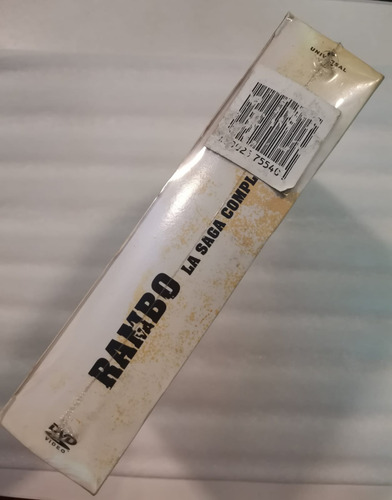 UNIVERSAL
RAMBO LA SAGA COMPL
DVD
VIDEO